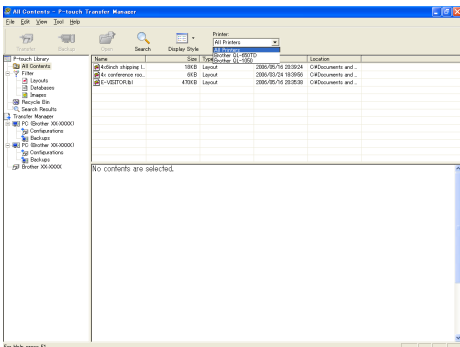 All Contents - P-touch Transfer Manager
File Edit View Tool Help
Transfer
Backup
Open
Search
Display Style
Printer:
All Printers
All Printers
Brother QL-650TD
Brother QL-1050
P-touch Library
All Contents
Filter
Layouts
Databases
Images
Recycle Bin
Search Results
Transfer Manager
PC (Brother XX-XXXX)
Configurations
Backups
PC (Brother XX-XXXX)
Configurations
Backups
Brother XX-XXXX
Name Size Type Location
4x6inch shipping l... 18KB Layout 2006/05/16 20:39:24 C:¥Documents and ...
4x conference roo... 6KB Layout 2006/03/24 19:39:56 C:¥Documents and ...
E-VISITOR.lbl 470KB Layout 2006/05/16 20:35:38 C:¥Documents and ...
No contents are selected.
For Help, press F1